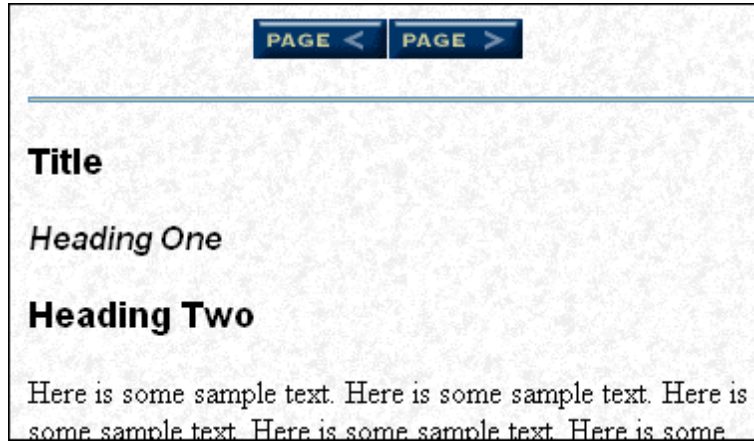 PAGE < PAGE >
Title
Heading One
Heading Two
Here is some sample text. Here is some sample text. Here is
some sample text. Here is some sample text. Here is some